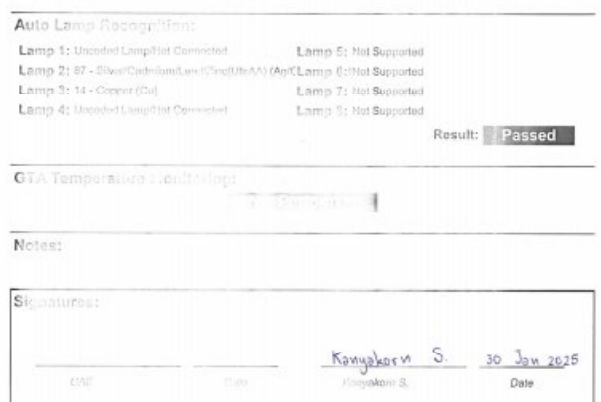 Auto Lamp Recognition:
Lamp 1: Uncoded Lamp/Not Connected Lamp 5: Not Supported
Lamp 2: 87 - Silver/Cadmium/Lead/Zinc(UltrAA) Lamp 6: Not Supported
Lamp 3: 14 - Copper (Cu) Lamp 7: Not Supported
Lamp 4: Uncoded Lamp/Not Connected Lamp 8: Not Supported
Result: Passed
GTA Temperature Monitoring:
Notes:
Signatures:
Kanyakorn S. 30 Jan 2025
Date Kanyakorn S. Date